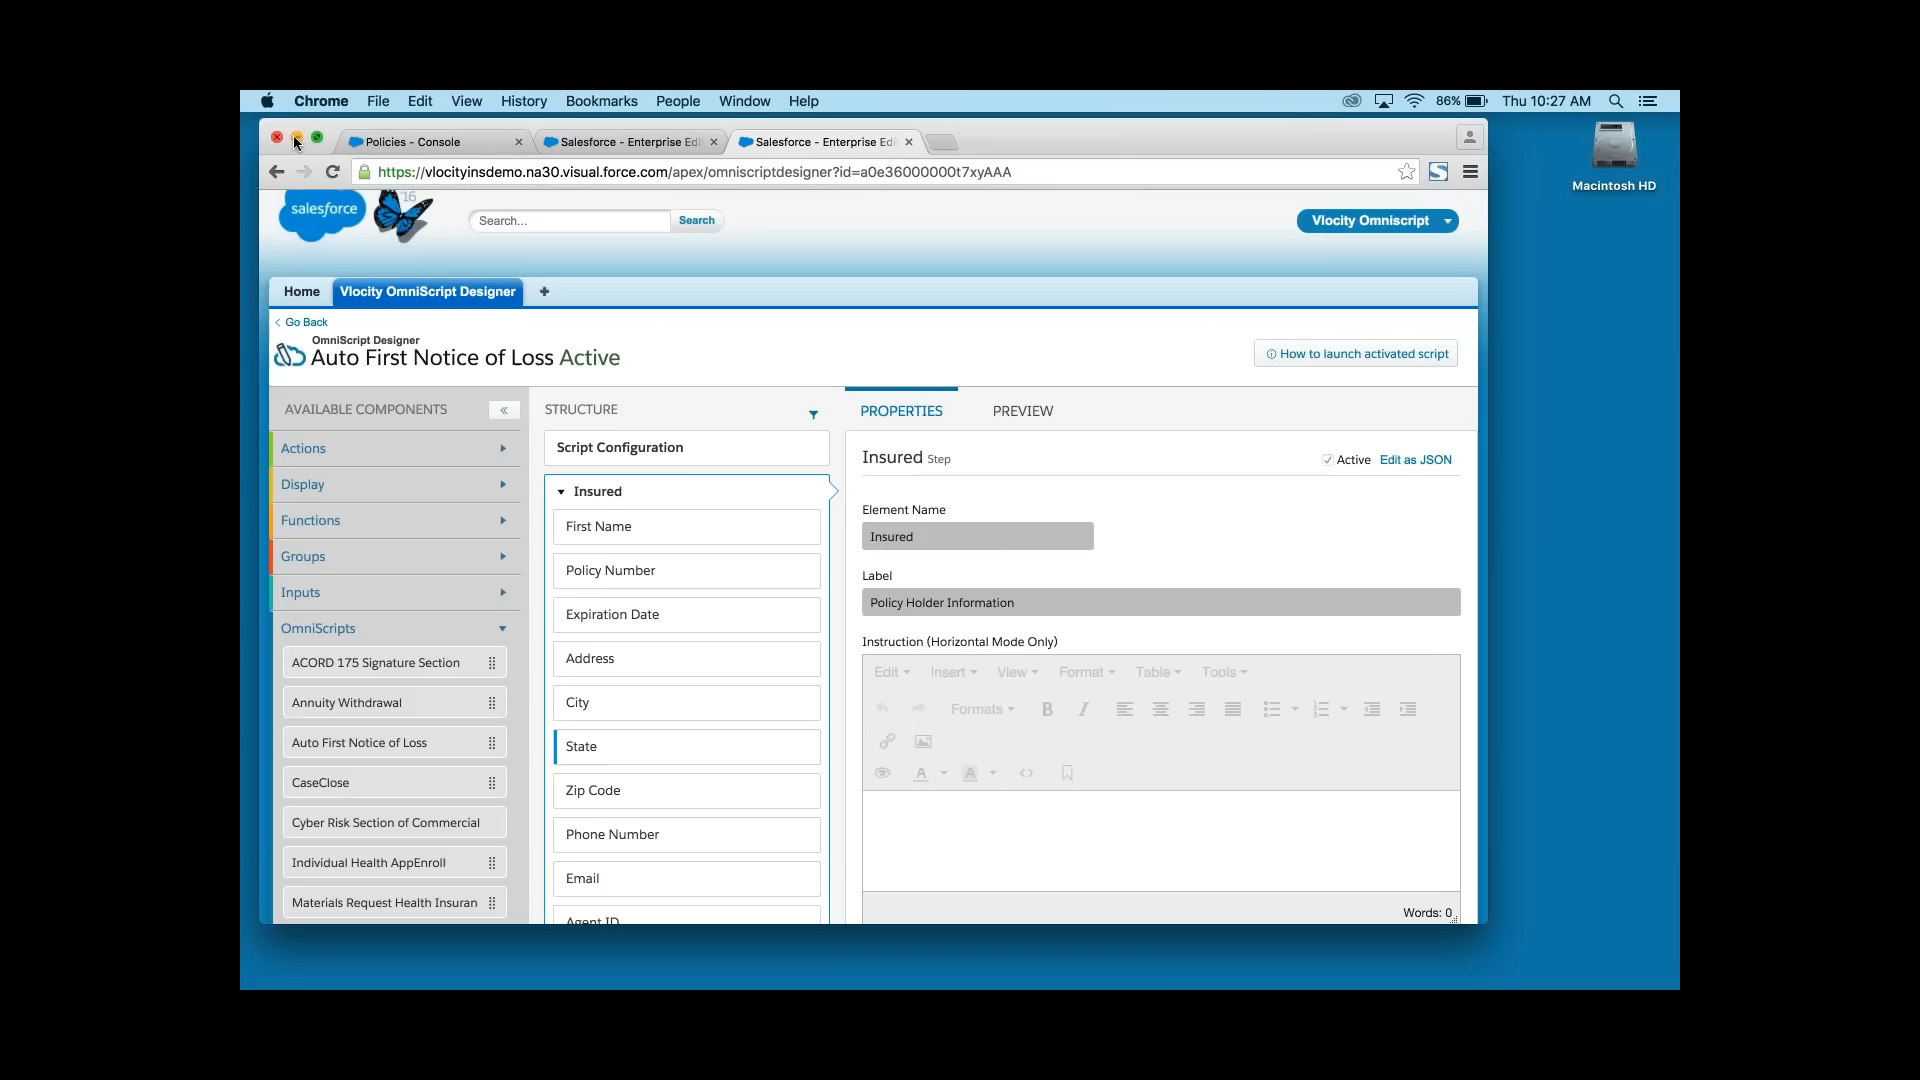 Chrome File Edit View History Bookmarks People Window Help 86% Thu 10:27 AM
Macintosh HD
Policies - Console
Salesforce - Enterprise Edi
Salesforce - Enterprise Edi
https://vlocityinsdemo.na30.visual.force.com/apex/omniscriptdesigner?id=a0e36000000t7xyAAA
salesforce
'16
Search...
Search
Vlocity Omniscript
Home
Vlocity OmniScript Designer
+
< Go Back
OmniScript Designer
Auto First Notice of Loss Active
How to launch activated script
AVAILABLE COMPONENTS
«
Actions
Display
Functions
Groups
Inputs
OmniScripts
ACORD 175 Signature Section
Annuity Withdrawal
Auto First Notice of Loss
CaseClose
Cyber Risk Section of Commercial
Individual Health AppEnroll
Materials Request Health Insuran
STRUCTURE
Script Configuration
Insured
First Name
Policy Number
Expiration Date
Address
City
State
Zip Code
Phone Number
Email
Agent ID
PROPERTIES
PREVIEW
Insured Step
Active
Edit as JSON
Element Name
Insured
Label
Policy Holder Information
Instruction (Horizontal Mode Only)
Edit Insert View Format Table Tools
Formats B I
A A <>
Words: 0